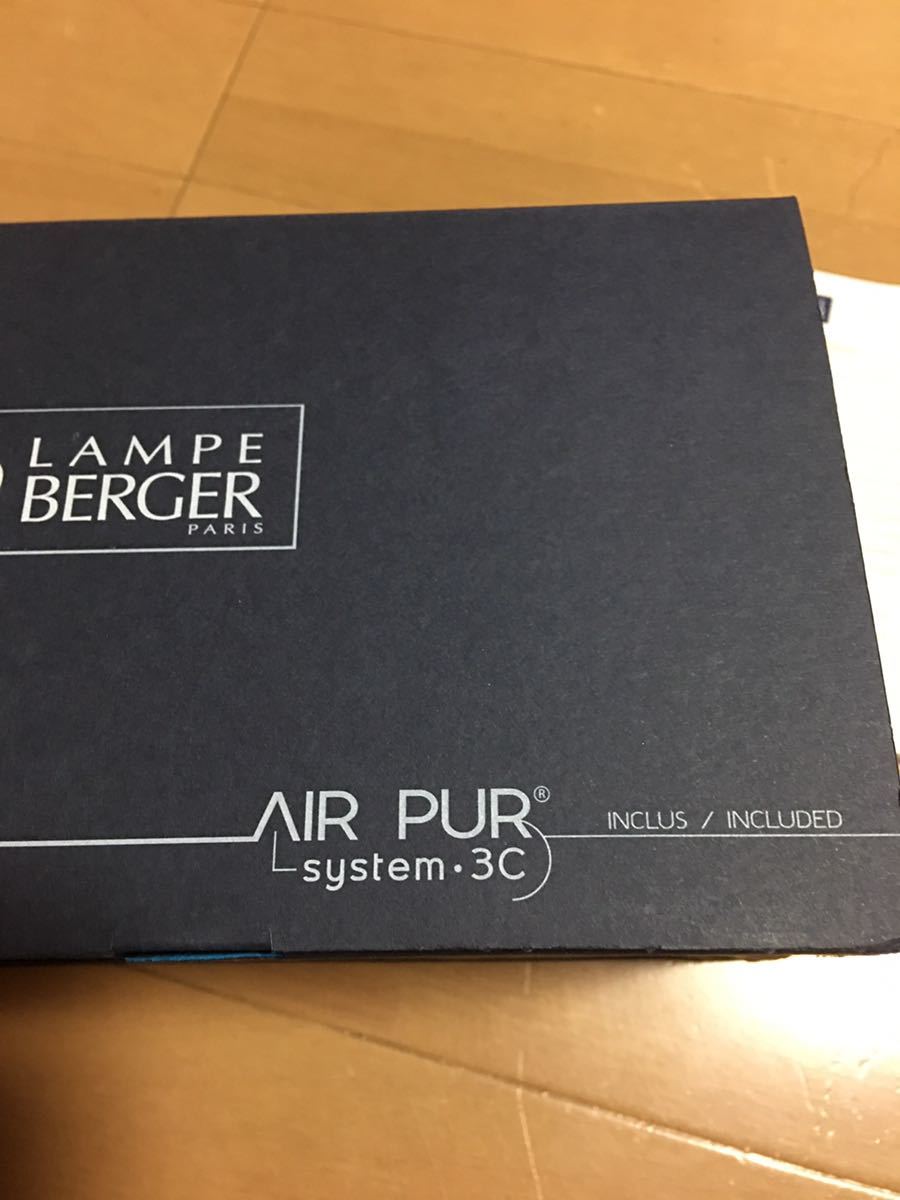 LAMPE
BERGER
PARIS
AIR PUR®
system • 3C
INCLUS / INCLUDED